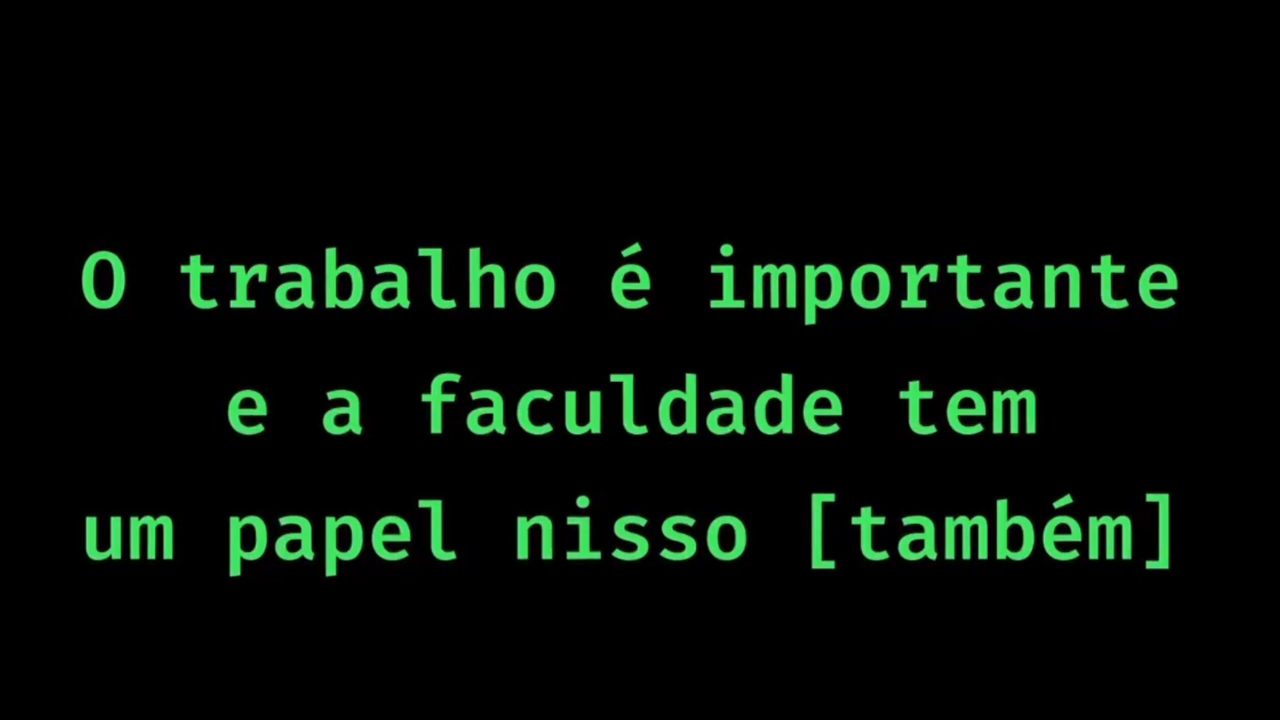 O trabalho é importante
e a faculdade tem
um papel nisso [também]